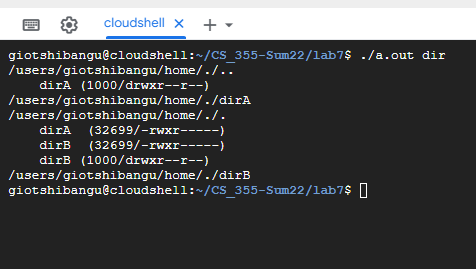 cloudshell
giotshibangu@cloudshell:~/CS_355-Sum22/lab7$ ./a.out dir
/users/giotshibangu/home/./..
    dirA (1000/drwxr--r--)
/users/giotshibangu/home/./dirA
/users/giotshibangu/home/./.
    dirA  (32699/-rwxr-----)
    dirB  (32699/-rwxr-----)
    dirB (1000/drwxr--r--)
/users/giotshibangu/home/./dirB
giotshibangu@cloudshell:~/CS_355-Sum22/lab7$